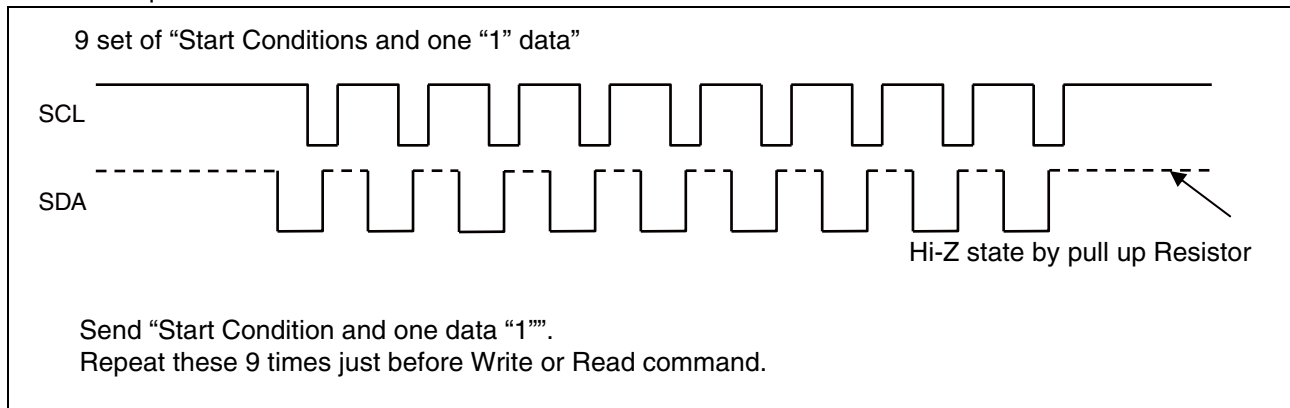 9 set of “Start Conditions and one “1” data”
SCL
SDA
Hi-Z state by pull up Resistor
Send “Start Condition and one data “1””.
Repeat these 9 times just before Write or Read command.